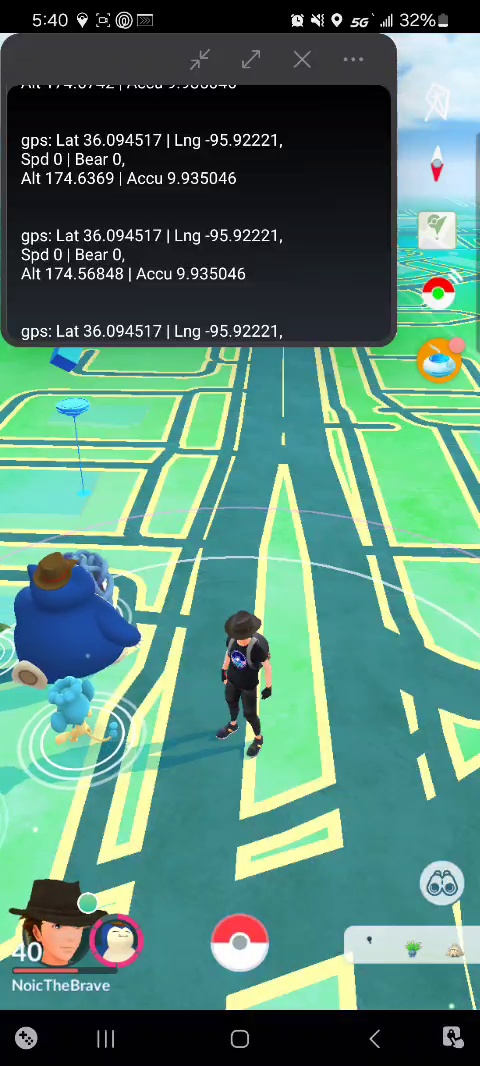 5:40
5G
32%
Alt 174.6742 | Accu 9.935046
gps: Lat 36.094517 | Lng -95.92221,
Spd 0 | Bear 0,
Alt 174.6369 | Accu 9.935046
gps: Lat 36.094517 | Lng -95.92221,
Spd 0 | Bear 0,
Alt 174.56848 | Accu 9.935046
gps: Lat 36.094517 | Lng -95.92221,
40
NoicTheBrave